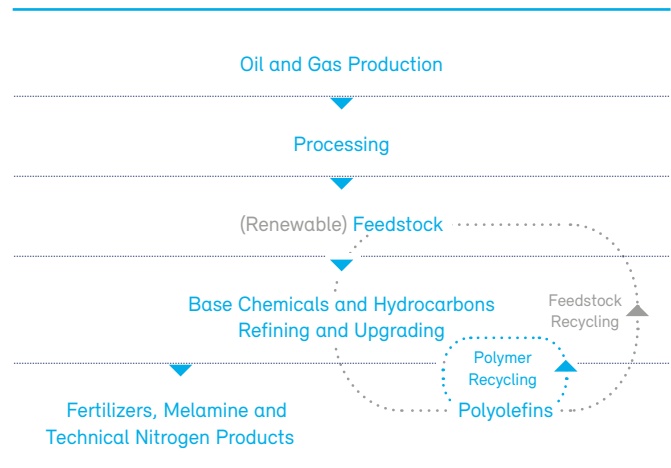 Oil and Gas Production
Processing
(Renewable) Feedstock
Base Chemicals and Hydrocarbons
Refining and Upgrading
Feedstock
Recycling
Polymer
Recycling
Fertilizers, Melamine and
Technical Nitrogen Products
Polyolefins